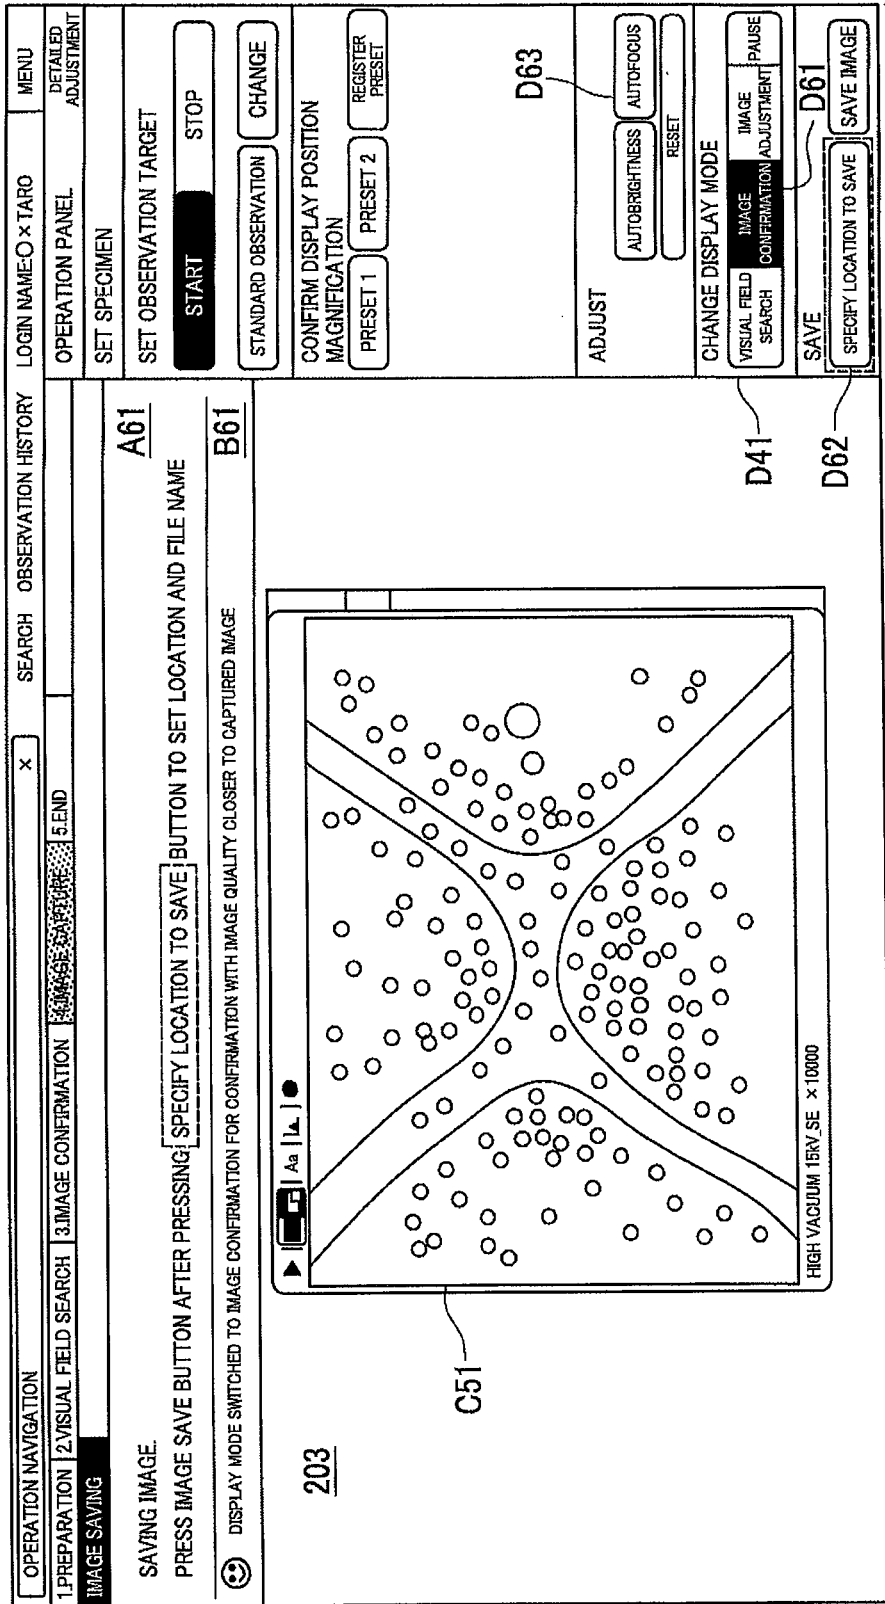 OPERATION NAVIGATION ×
SEARCH OBSERVATION HISTORY LOGIN NAME:○×TARO MENU
1.PREPARATION 2.VISUAL FIELD SEARCH 3.IMAGE CONFIRMATION 4.IMAGE CAPTURE 5.END
IMAGE SAVING
SAVING IMAGE.
A61
PRESS IMAGE SAVE BUTTON AFTER PRESSING SPECIFY LOCATION TO SAVE BUTTON TO SET LOCATION AND FILE NAME
DISPLAY MODE SWITCHED TO IMAGE CONFIRMATION FOR CONFIRMATION WITH IMAGE QUALITY CLOSER TO CAPTURED IMAGE
B61
203
Aa
C51
HIGH VACUUM 15KV_SE ×10000
OPERATION PANEL
DETAILED
ADJUSTMENT
SET SPECIMEN
SET OBSERVATION TARGET
START STOP
STANDARD OBSERVATION CHANGE
CONFIRM DISPLAY POSITION
MAGNIFICATION
PRESET 1 PRESET 2 REGISTER
PRESET
D63
ADJUST
AUTOBRIGHTNESS AUTOFOCUS
RESET
CHANGE DISPLAY MODE
VISUAL FIELD
SEARCH
IMAGE
CONFIRMATION
IMAGE
ADJUSTMENT
PAUSE
D41
D61
SAVE
SPECIFY LOCATION TO SAVE SAVE IMAGE
D62